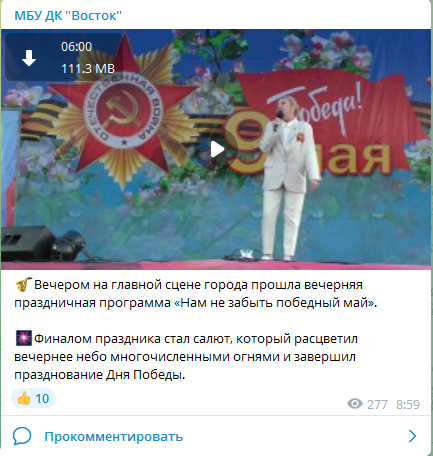 МБУ ДК "Восток"
06:00
111.3 MB
ОТЕЧЕСТВЕННАЯ ВОЙНА
Победа!
9 мая
🎷Вечером на главной сцене города прошла вечерняя
праздничная программа «Нам не забыть победный май».
🎆Финалом праздника стал салют, который расцветил
вечернее небо многочисленными огнями и завершил
празднование Дня Победы.
👍 10
277 8:59
Прокомментировать